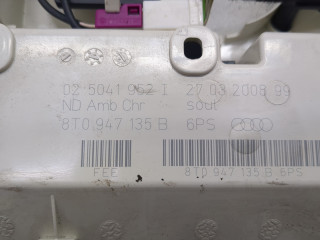 02 5041 962 I 27 03 2008 99
ND Amb Chr sout
8T0 947 135 B 6PS
FEE 8T0 947 135 B 6PS